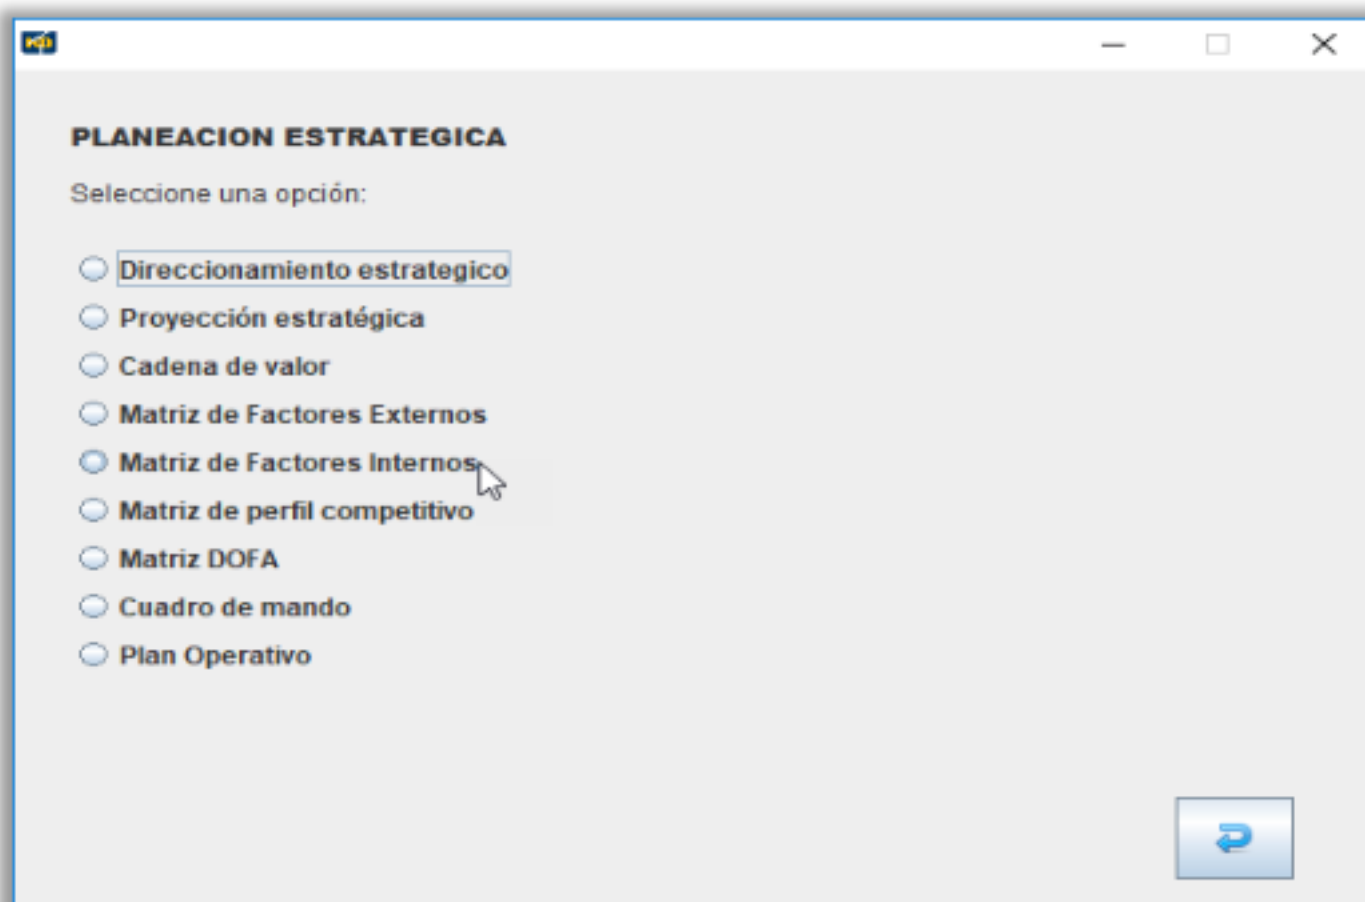 PLANEACION ESTRATEGICA
Seleccione una opción:
Direccionamiento estrategico
Proyección estratégica
Cadena de valor
Matriz de Factores Externos
Matriz de Factores Internos
Matriz de perfil competitivo
Matriz DOFA
Cuadro de mando
Plan Operativo